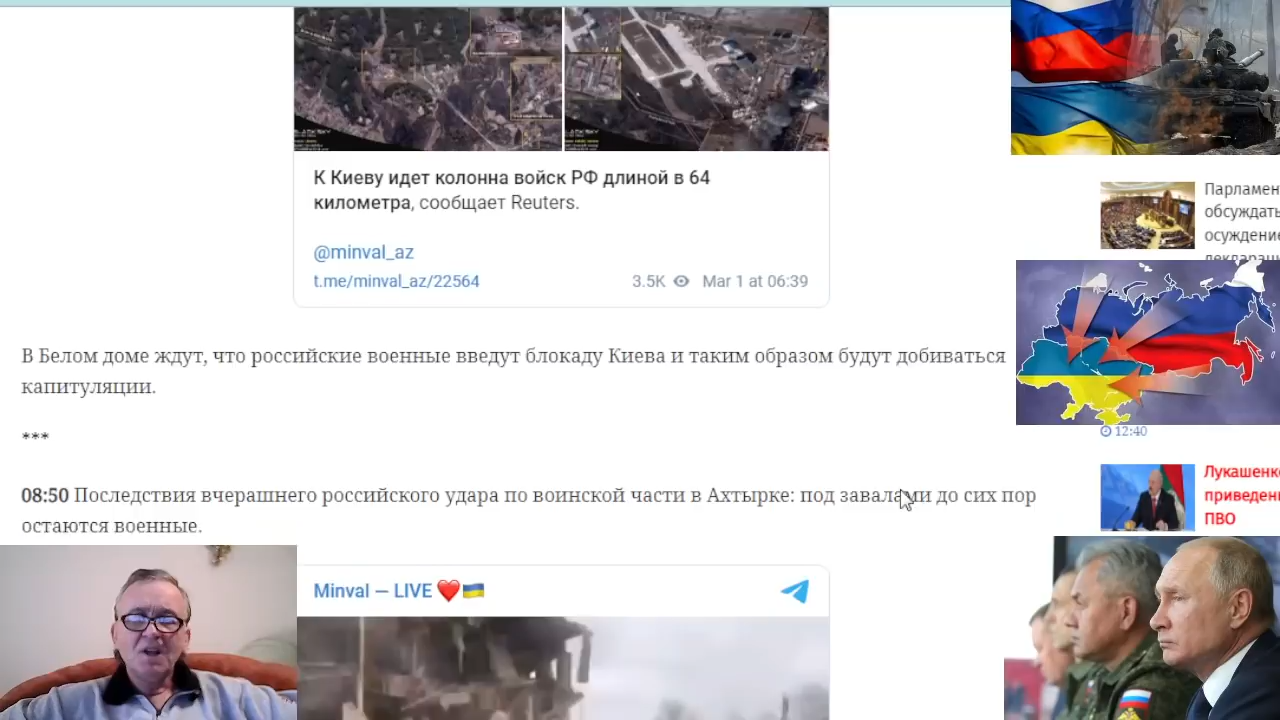 К Киеву идет колонна войск РФ длиной в 64
километра, сообщает Reuters.
@minval_az
t.me/minval_az/22564
3.5K Mar 1 at 06:39
В Белом доме ждут, что российские военные введут блокаду Киева и таким образом будут добиваться
капитуляции.
***
08:50 Последствия вчерашнего российского удара по воинской части в Ахтырке: под завалами до сих пор
остаются военные.
Minval — LIVE ❤️🇺🇦
Парламен
обсуждать
осуждение
декларац
12:40
Лукашенко
приведен
ПВО